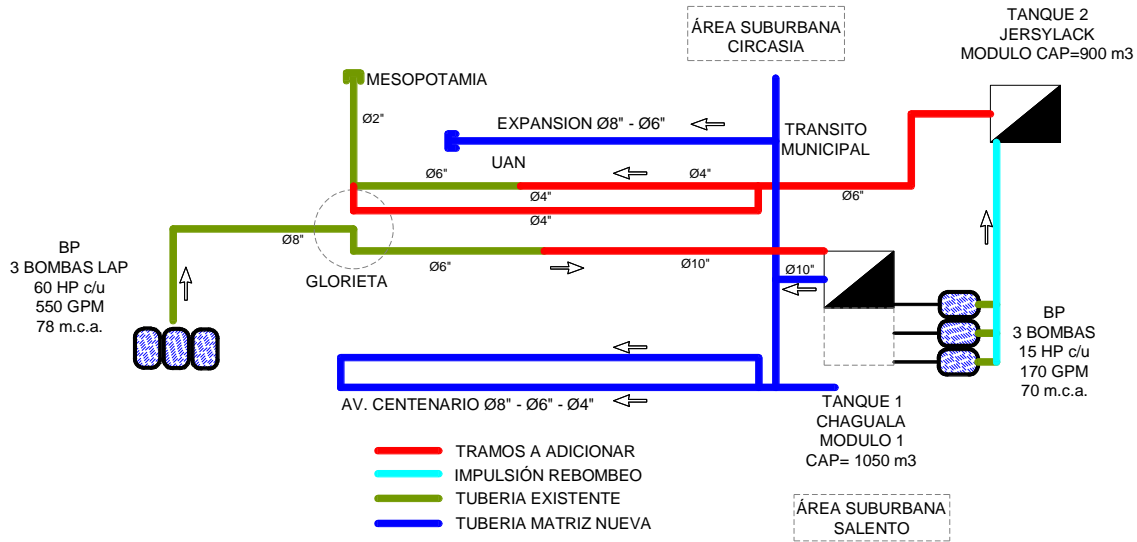 ÁREA SUBURBANA
CIRCASIA
TANQUE 2
JERSYLACK
MODULO CAP=900 m3
MESOPOTAMIA
Ø2"
EXPANSION Ø8" - Ø6"
TRANSITO
MUNICIPAL
UAN
Ø6"
Ø4"
Ø4"
Ø6"
Ø4"
Ø8"
BP
3 BOMBAS LAP
60 HP c/u
550 GPM
78 m.c.a.
GLORIETA
Ø6"
Ø10"
Ø10"
BP
3 BOMBAS
15 HP c/u
170 GPM
70 m.c.a.
AV. CENTENARIO Ø8" - Ø6" - Ø4"
TANQUE 1
CHAGUALA
MODULO 1
CAP= 1050 m3
TRAMOS A ADICIONAR
IMPULSIÓN REBOMBEO
TUBERIA EXISTENTE
TUBERIA MATRIZ NUEVA
ÁREA SUBURBANA
SALENTO